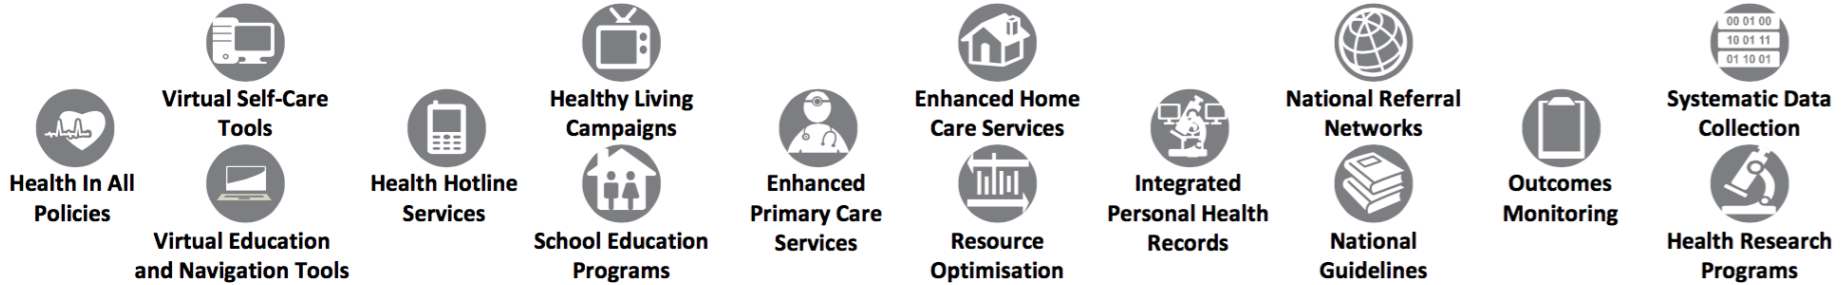 Health In All
Policies
Virtual Self-Care
Tools
Virtual Education
and Navigation Tools
Health Hotline
Services
Healthy Living
Campaigns
School Education
Programs
Enhanced
Primary Care
Services
Enhanced Home
Care Services
Resource
Optimisation
Integrated
Personal Health
Records
National Referral
Networks
National
Guidelines
Outcomes
Monitoring
00 01 00
10 01 11
01 10 01
Systematic Data
Collection
Health Research
Programs